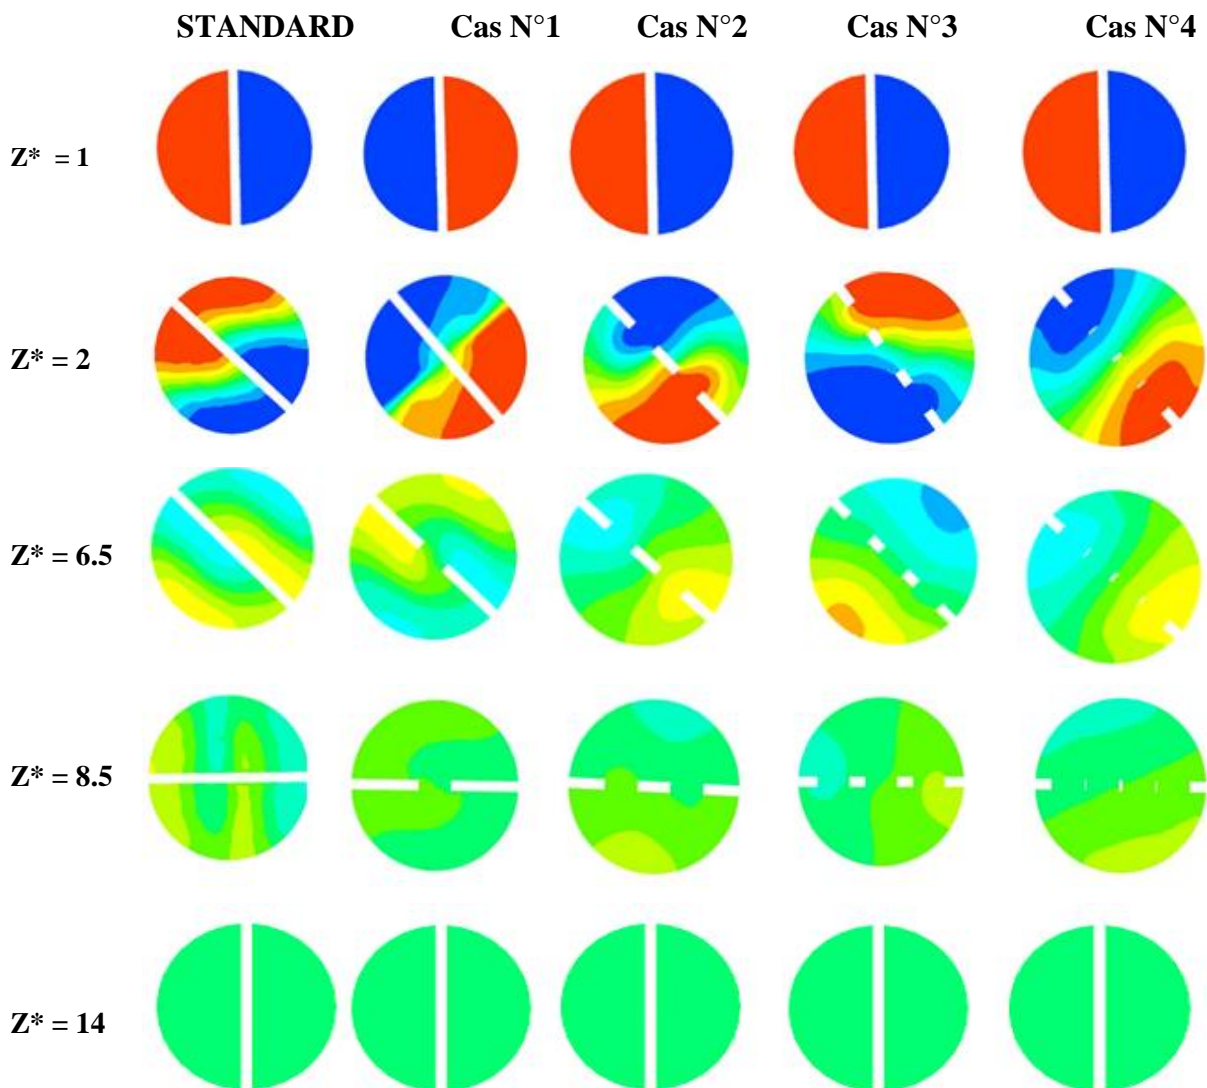 STANDARD Cas N°1 Cas N°2 Cas N°3 Cas N°4
Z* = 1
Z* = 2
Z* = 6.5
Z* = 8.5
Z* = 14